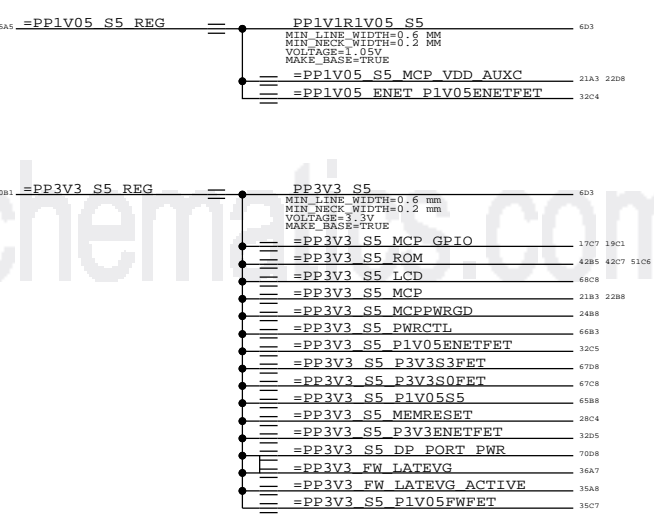 =PP1V05_S5_REG PP1V1R1V05_S5 6D3
MIN_LINE_WIDTH=0.6 MM
MIN_NECK_WIDTH=0.2 MM
VOLTAGE=1.05V
MAKE_BASE=TRUE
=PP1V05_S5_MCP_VDD_AUXC 21A3 22D8
=PP1V05_ENET_P1V05ENETFET 32C4
=PP3V3_S5_REG PP3V3_S5 6D3
MIN_LINE_WIDTH=0.6 mm
MIN_NECK_WIDTH=0.2 mm
VOLTAGE=3.3V
MAKE_BASE=TRUE
=PP3V3_S5_MCP_GPIO 17C7 19C1
=PP3V3_S5_ROM 42B5 42C7 51C6
=PP3V3_S5_LCD 68C8
=PP3V3_S5_MCP 21B3 22B8
=PP3V3_S5_MCPPWRGD 24B8
=PP3V3_S5_PWRCTL 66B3
=PP3V3_S5_P1V05ENETFET 32C5
=PP3V3_S5_P3V3S3FET 67D8
=PP3V3_S5_P3V3S0FET 67C8
=PP3V3_S5_P1V05S5 65B8
=PP3V3_S5_MEMRESET 28C4
=PP3V3_S5_P3V3ENETFET 32D5
=PP3V3_S5_DP_PORT_PWR 70D8
=PP3V3_FW_LATEVG 36A7
=PP3V3_FW_LATEVG_ACTIVE 35A8
=PP3V3_S5_P1V05FWFET 35C7